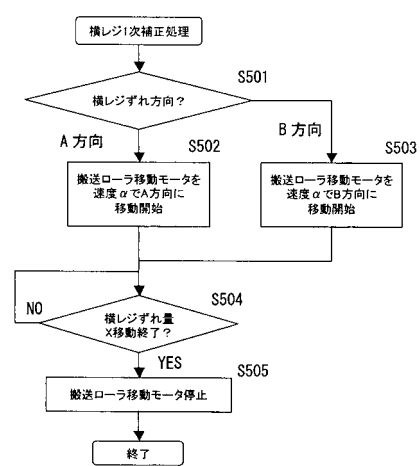 横レジ1次補正処理
S501
横レジずれ方向?
A 方向
B 方向
S502
S503
搬送ローラ移動モータを
速度αでA方向に
移動開始
搬送ローラ移動モータを
速度αでB方向に
移動開始
S504
NO
横レジずれ量
X移動終了?
YES
S505
搬送ローラ移動モータ停止
終了